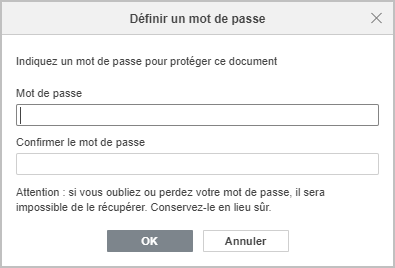 Définir un mot de passe
Indiquez un mot de passe pour protéger ce document
Mot de passe
Confirmer le mot de passe
Attention : si vous oubliez ou perdez votre mot de passe, il sera
impossible de le récupérer. Conservez-le en lieu sûr.
OK
Annuler